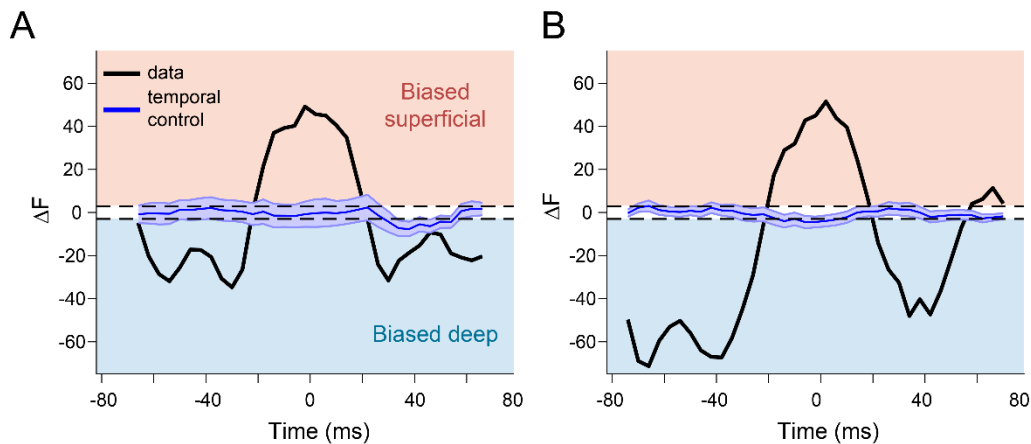 A
B
data
temporal
control
Biased
superficial
Biased deep
ΔF
60
40
20
0
-20
-40
-60
-80
-40
0
40
80
Time (ms)
ΔF
60
40
20
0
-20
-40
-60
-80
-40
0
40
80
Time (ms)